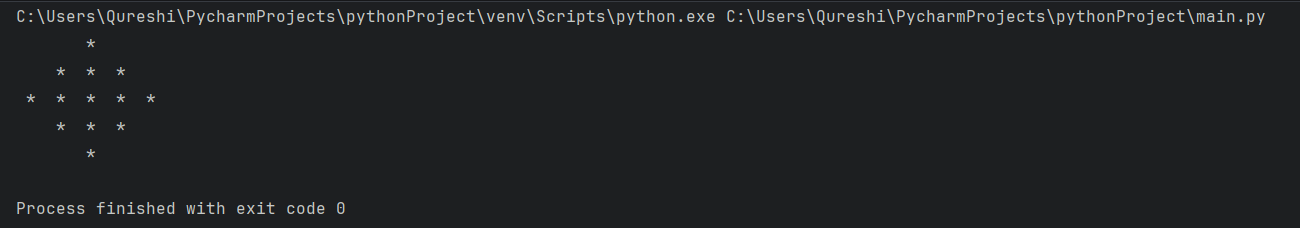 C:\Users\Qureshi\PycharmProjects\pythonProject\venv\Scripts\python.exe C:\Users\Qureshi\PycharmProjects\pythonProject\main.py
       *
    *  *  *
 *  *  *  *  *
    *  *  *
       *
Process finished with exit code 0